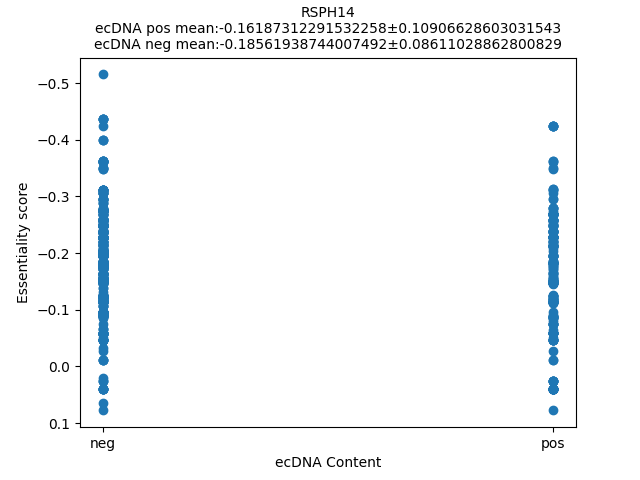 RSPH14
ecDNA pos mean:-0.16187312291532258±0.10906628603031543
ecDNA neg mean:-0.18561938744007492±0.08611028862800829
−0.5
−0.4
−0.3
−0.2
−0.1
0.0
0.1
Essentiality score
neg
pos
ecDNA Content